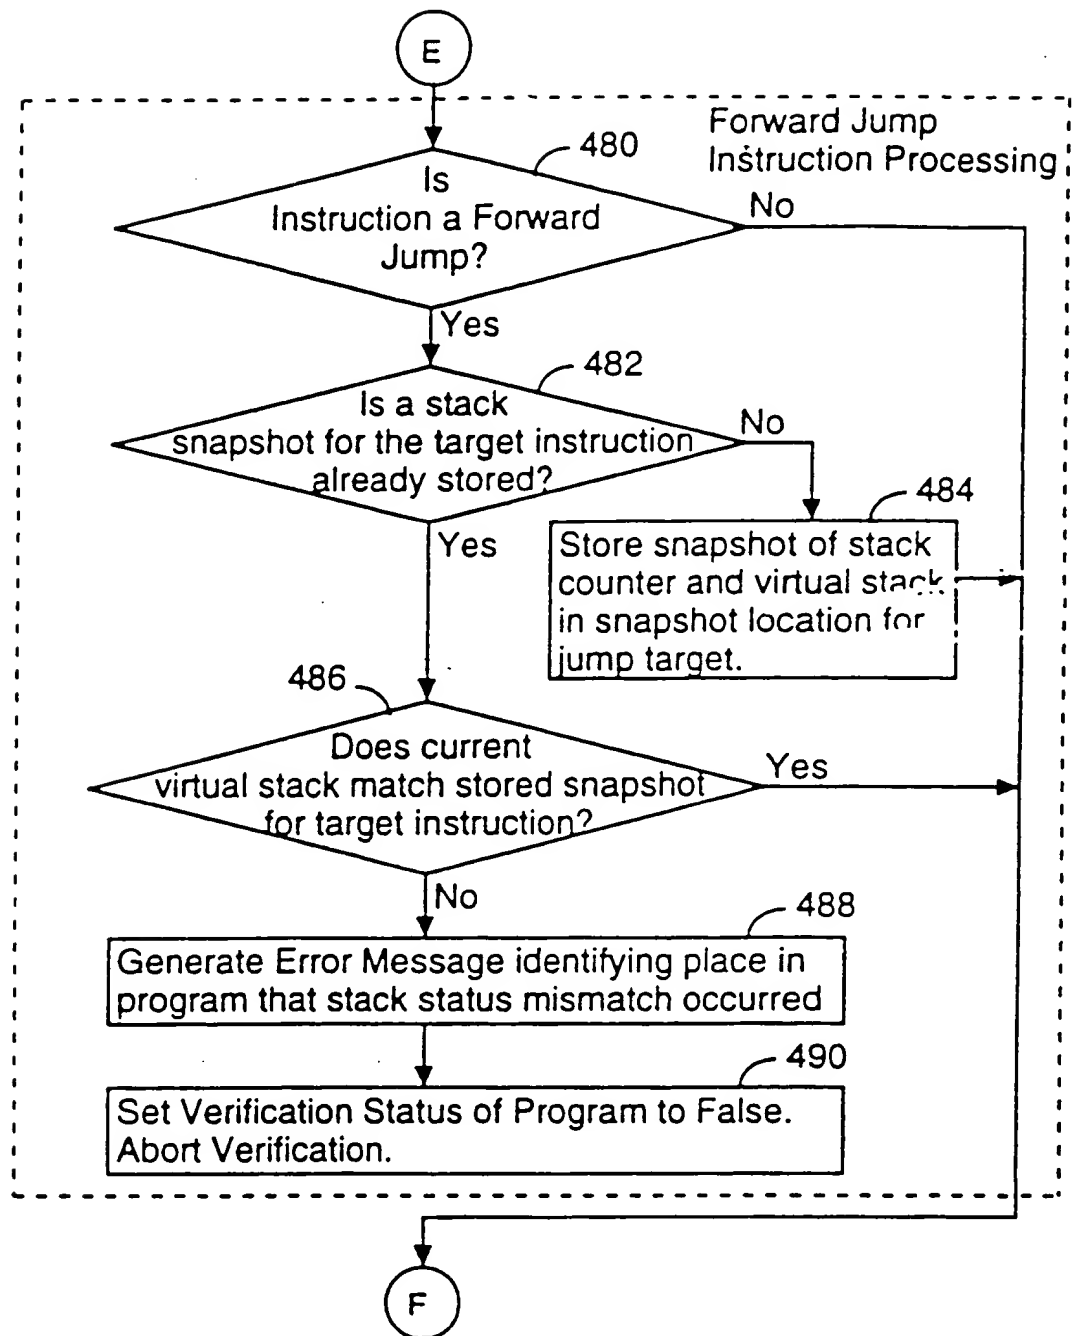 E
Forward Jump
Instruction Processing
480
Is
Instruction a Forward
Jump?
No
Yes
482
Is a stack
snapshot for the target instruction
already stored?
No
Yes
484
Store snapshot of stack
counter and virtual stack
in snapshot location for
jump target.
486
Does current
virtual stack match stored snapshot
for target instruction?
Yes
No
488
Generate Error Message identifying place in
program that stack status mismatch occurred
490
Set Verification Status of Program to False.
Abort Verification.
F